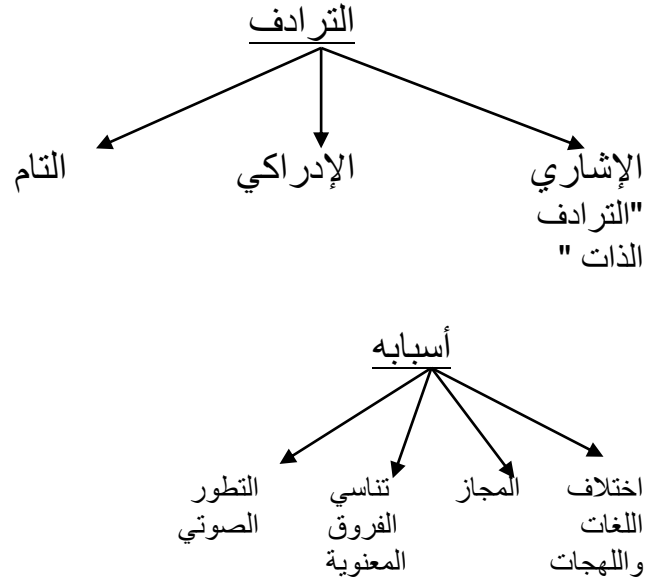 الترادف
الإشاري
"الترادف
الذات "
الإدراكي
التام
أسبابه
اختلاف
اللغات
واللهجات
المجاز
تناسي
الفروق
المعنوية
التطور
الصوتي